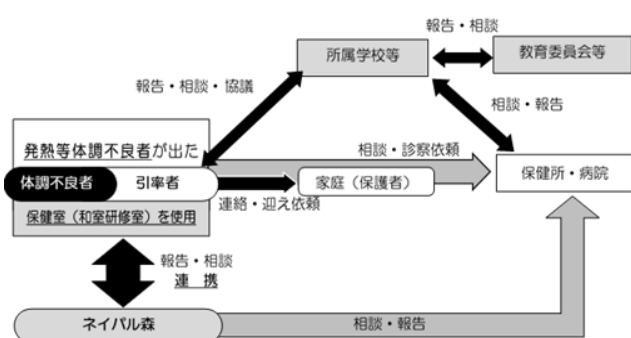 報告・相談
所属学校等
教育委員会等
報告・相談・協議
相談・報告
発熱等体調不良者が出た
相談・診察依頼
体調不良者
引率者
家庭（保護者）
保健所・病院
連絡・迎え依頼
保健室（和室研修室）を使用
報告・相談
連 携
ネイパル森
相談・報告